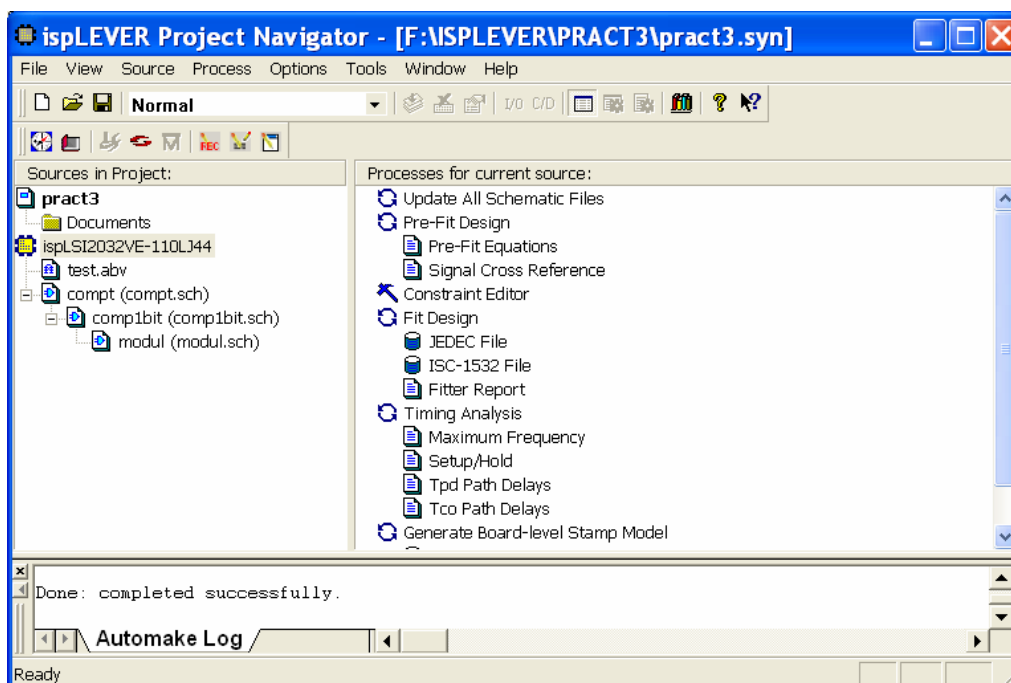 ispLEVER Project Navigator - [F:\ISPLEVER\PRACT3\pract3.syn]
File View Source Process Options Tools Window Help
Normal
I/O C/D
REC
Sources in Project:
pract3
Documents
ispLSI2032VE-110LJ44
test.abv
compt (compt.sch)
comp1bit (comp1bit.sch)
modul (modul.sch)
Processes for current source:
Update All Schematic Files
Pre-Fit Design
Pre-Fit Equations
Signal Cross Reference
Constraint Editor
Fit Design
JEDEC File
ISC-1532 File
Fitter Report
Timing Analysis
Maximum Frequency
Setup/Hold
Tpd Path Delays
Tco Path Delays
Generate Board-level Stamp Model
Done: completed successfully.
Automake Log
Ready